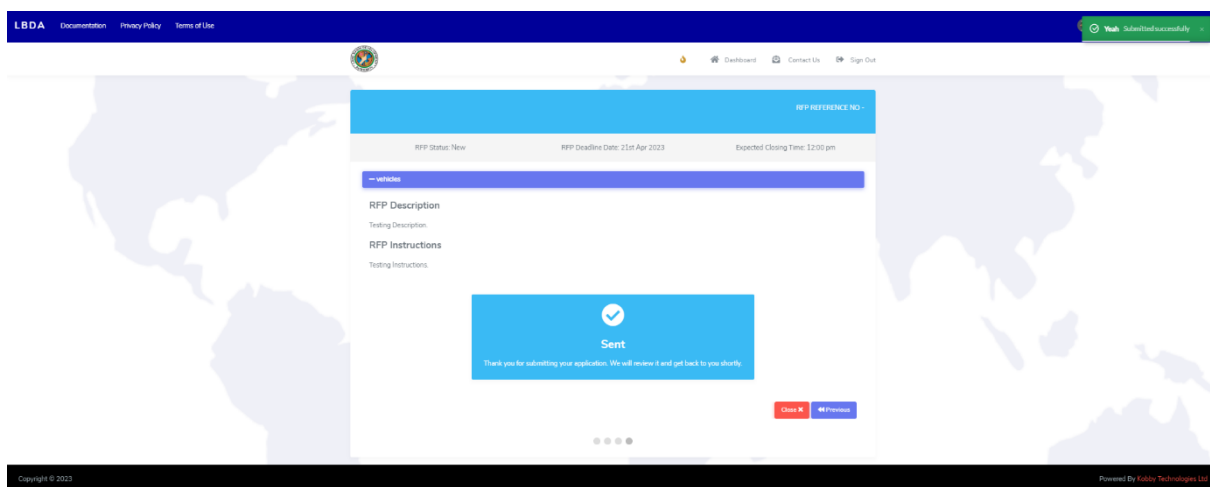 LBDA Documentation Privacy Policy Terms of Use
Yeah Submitted successfully ×
Dashboard Contact Us Sign Out
RFP REFERENCE NO -
RFP Status: New RFP Deadline Date: 21st Apr 2023 Expected Closing Time: 12:00 pm
— vehicles
RFP Description
Testing Description.
RFP Instructions
Testing Instructions.
Sent
Thank you for submitting your application. We will review it and get back to you shortly.
Close ✖ Previous
Copyright © 2023 Powered By Kobby Technologies Ltd